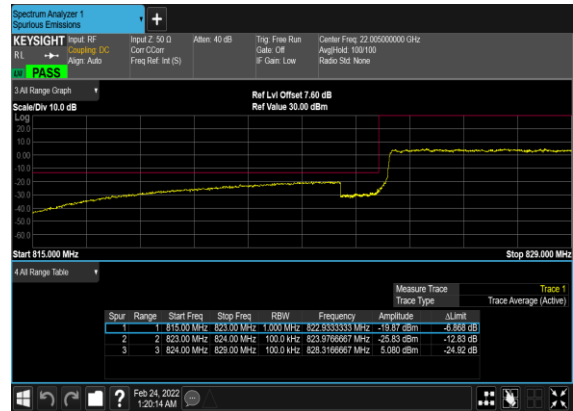 Spectrum Analyzer 1
Spurious Emissions
KEYSIGHT Input: RF Input Z: 50 Ω Atten: 40 dB Trig: Free Run Center Freq: 22.005000000 GHz
RL Coupling: DC Corr CCorr Gate: Off Avg|Hold: 100/100
Align: Auto Freq Ref: Int (S) IF Gain: Low Radio Std: None
PASS
3 All Range Graph
Ref Lvl Offset 7.60 dB
Scale/Div 10.0 dB Ref Value 30.00 dBm
Log
20.0
10.0
0.00
-10.0
-20.0
-30.0
-40.0
-50.0
-60.0
Start 815.000 MHz Stop 829.000 MHz
4 All Range Table
Measure Trace Trace 1
Trace Type Trace Average (Active)
Spur Range Start Freq Stop Freq RBW Frequency Amplitude ΔLimit
1 1 815.00 MHz 823.00 MHz 1.000 MHz 822.9333333 MHz -19.87 dBm -6.868 dB
2 2 823.00 MHz 824.00 MHz 100.0 kHz 823.9766667 MHz -25.83 dBm -12.83 dB
3 3 824.00 MHz 829.00 MHz 100.0 kHz 828.3166667 MHz 5.080 dBm -24.92 dB
? Feb 24, 2022
1:20:14 AM